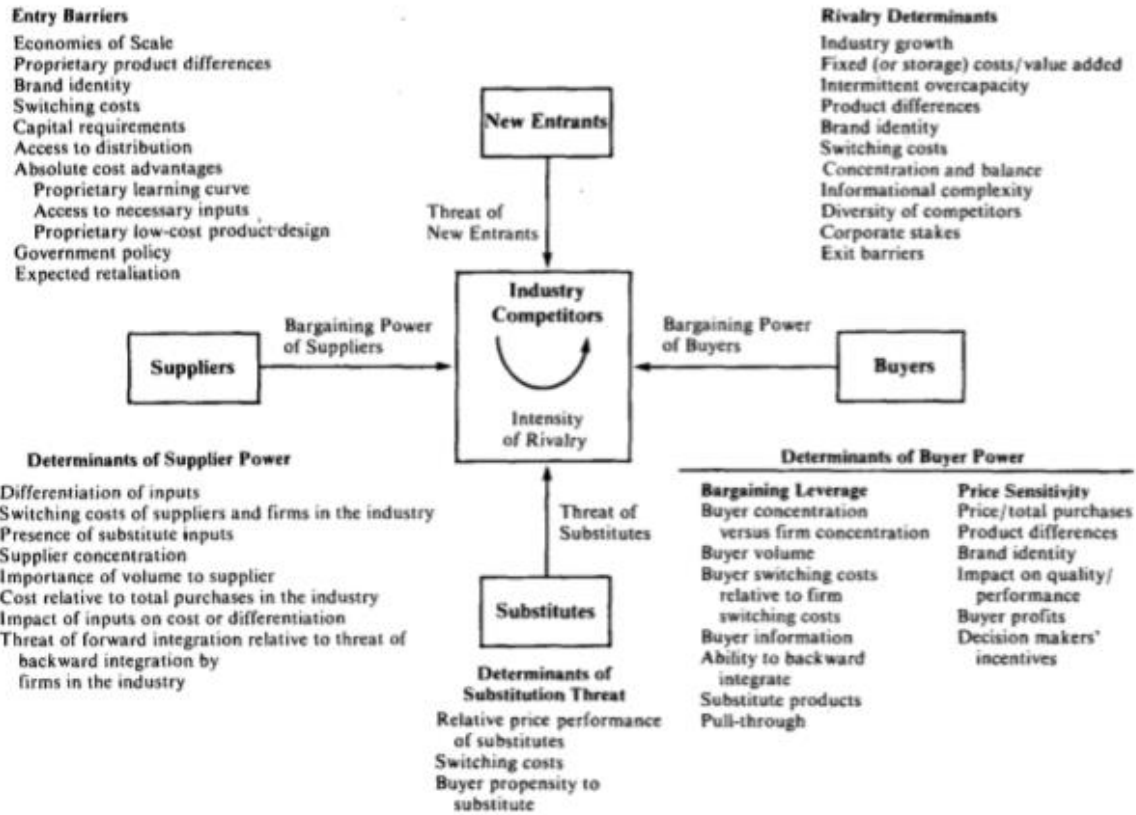 Entry Barriers
Economies of Scale
Proprietary product differences
Brand identity
Switching costs
Capital requirements
Access to distribution
Absolute cost advantages
Proprietary learning curve
Access to necessary inputs
Proprietary low-cost product design
Government policy
Expected retaliation
New Entrants
Threat of
New Entrants
Rivalry Determinants
Industry growth
Fixed (or storage) costs/value added
Intermittent overcapacity
Product differences
Brand identity
Switching costs
Concentration and balance
Informational complexity
Diversity of competitors
Corporate stakes
Exit barriers
Suppliers
Bargaining Power
of Suppliers
Industry
Competitors
Intensity
of Rivalry
Bargaining Power
of Buyers
Buyers
Determinants of Supplier Power
Differentiation of inputs
Switching costs of suppliers and firms in the industry
Presence of substitute inputs
Supplier concentration
Importance of volume to supplier
Cost relative to total purchases in the industry
Impact of inputs on cost or differentiation
Threat of forward integration relative to threat of
backward integration by
firms in the industry
Threat of
Substitutes
Substitutes
Determinants of
Substitution Threat
Relative price performance
of substitutes
Switching costs
Buyer propensity to
substitute
Determinants of Buyer Power
Bargaining Leverage
Buyer concentration
versus firm concentration
Buyer volume
Buyer switching costs
relative to firm
switching costs
Buyer information
Ability to backward
integrate
Substitute products
Pull-through
Price Sensitivity
Price/total purchases
Product differences
Brand identity
Impact on quality/
performance
Buyer profits
Decision makers'
incentives